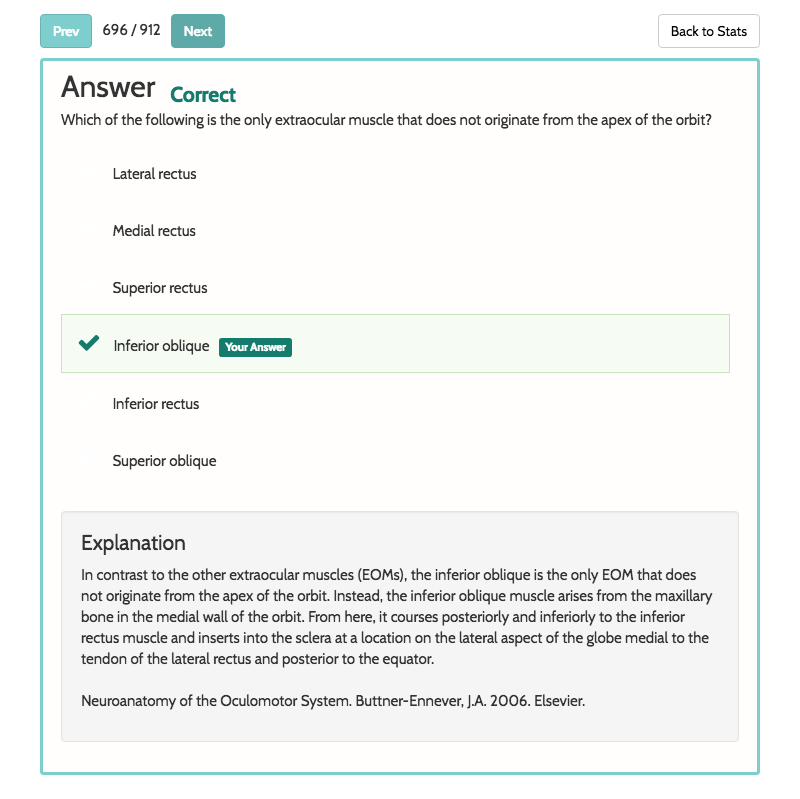 Prev 696 / 912 Next Back to Stats
Answer Correct
Which of the following is the only extraocular muscle that does not originate from the apex of the orbit?
Lateral rectus
Medial rectus
Superior rectus
Inferior oblique Your Answer
Inferior rectus
Superior oblique
Explanation
In contrast to the other extraocular muscles (EOMs), the inferior oblique is the only EOM that does
not originate from the apex of the orbit. Instead, the inferior oblique muscle arises from the maxillary
bone in the medial wall of the orbit. From here, it courses posteriorly and inferiorly to the inferior
rectus muscle and inserts into the sclera at a location on the lateral aspect of the globe medial to the
tendon of the lateral rectus and posterior to the equator.
Neuroanatomy of the Oculomotor System. Buttner-Ennever, J.A. 2006. Elsevier.